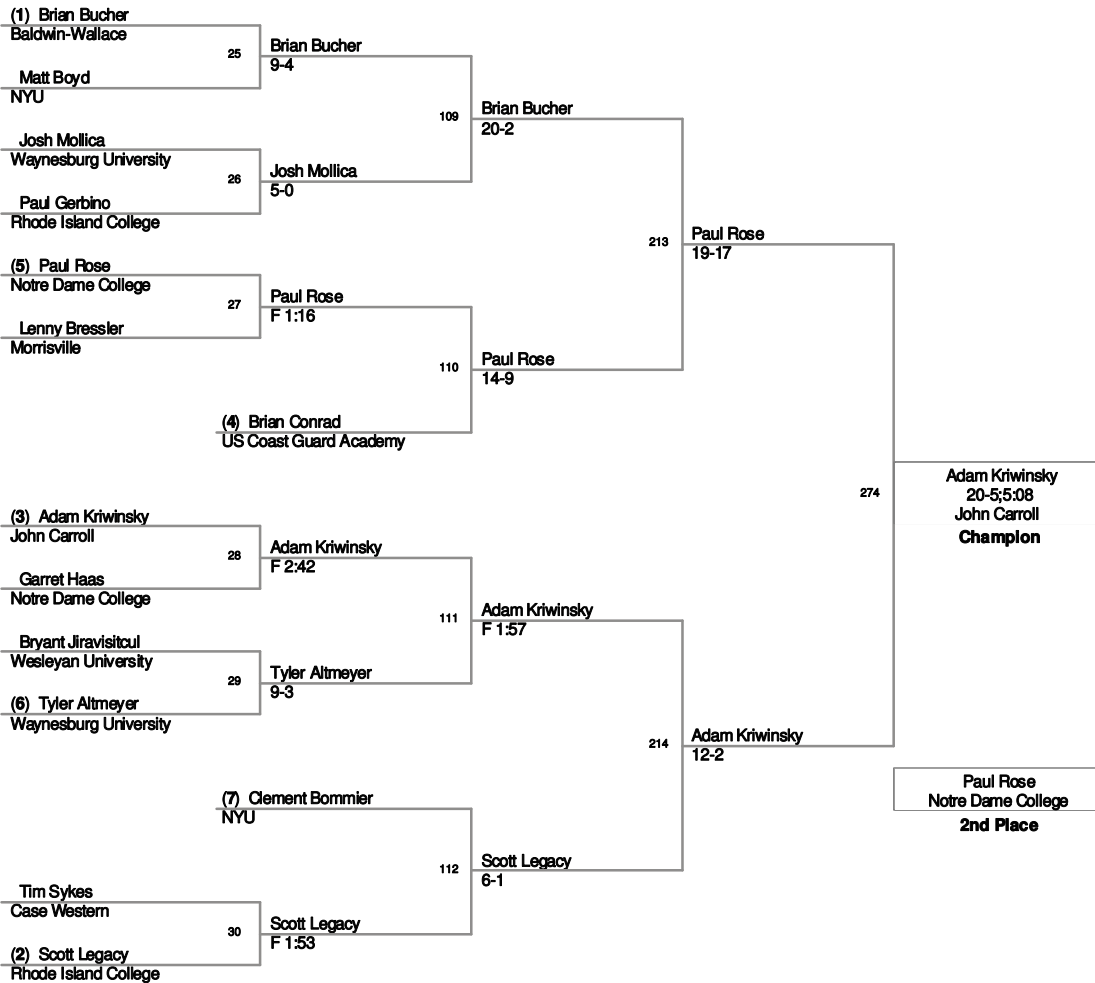 (1) Brian Bucher
Baldwin-Wallace
25
Matt Boyd
NYU
Brian Bucher
9-4
Josh Mollica
Waynesburg University
26
Paul Gerbino
Rhode Island College
Josh Mollica
5-0
109
Brian Bucher
20-2
(5) Paul Rose
Notre Dame College
27
Lenny Bressler
Morrisville
Paul Rose
F 1:16
110
(4) Brian Conrad
US Coast Guard Academy
Paul Rose
14-9
213
Paul Rose
19-17
(3) Adam Kriwinsky
John Carroll
28
Garret Haas
Notre Dame College
Adam Kriwinsky
F 2:42
Bryant Jiravisitcul
Wesleyan University
29
(6) Tyler Altmeyer
Waynesburg University
Tyler Altmeyer
9-3
111
Adam Kriwinsky
F 1:57
(7) Clement Bommier
NYU
112
Tim Sykes
Case Western
30
(2) Scott Legacy
Rhode Island College
Scott Legacy
F 1:53
Scott Legacy
6-1
214
Adam Kriwinsky
12-2
274
Adam Kriwinsky
20-5;5:08
John Carroll
Champion
Paul Rose
Notre Dame College
2nd Place